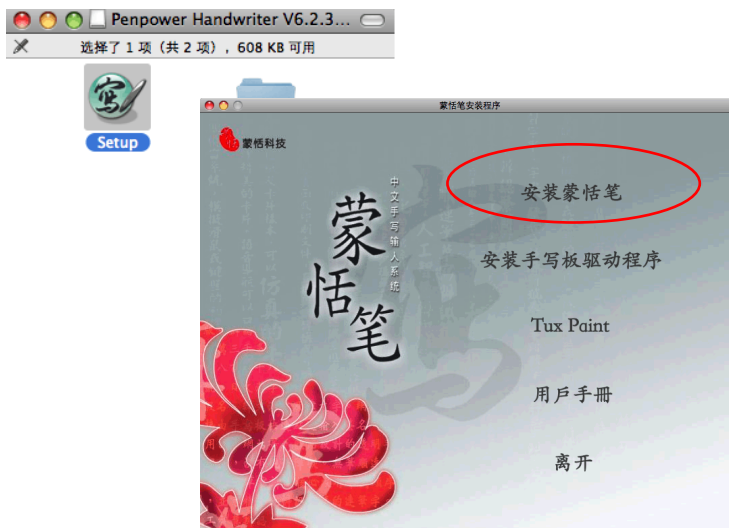 Penpower Handwriter V6.2.3...
选择了 1 项（共 2 项），608 KB 可用
Setup
蒙恬笔安装程序
蒙恬科技
中文手写输入系统
蒙恬笔
安装蒙恬笔
安装手写板驱动程序
Tux Paint
用戶手冊
离开